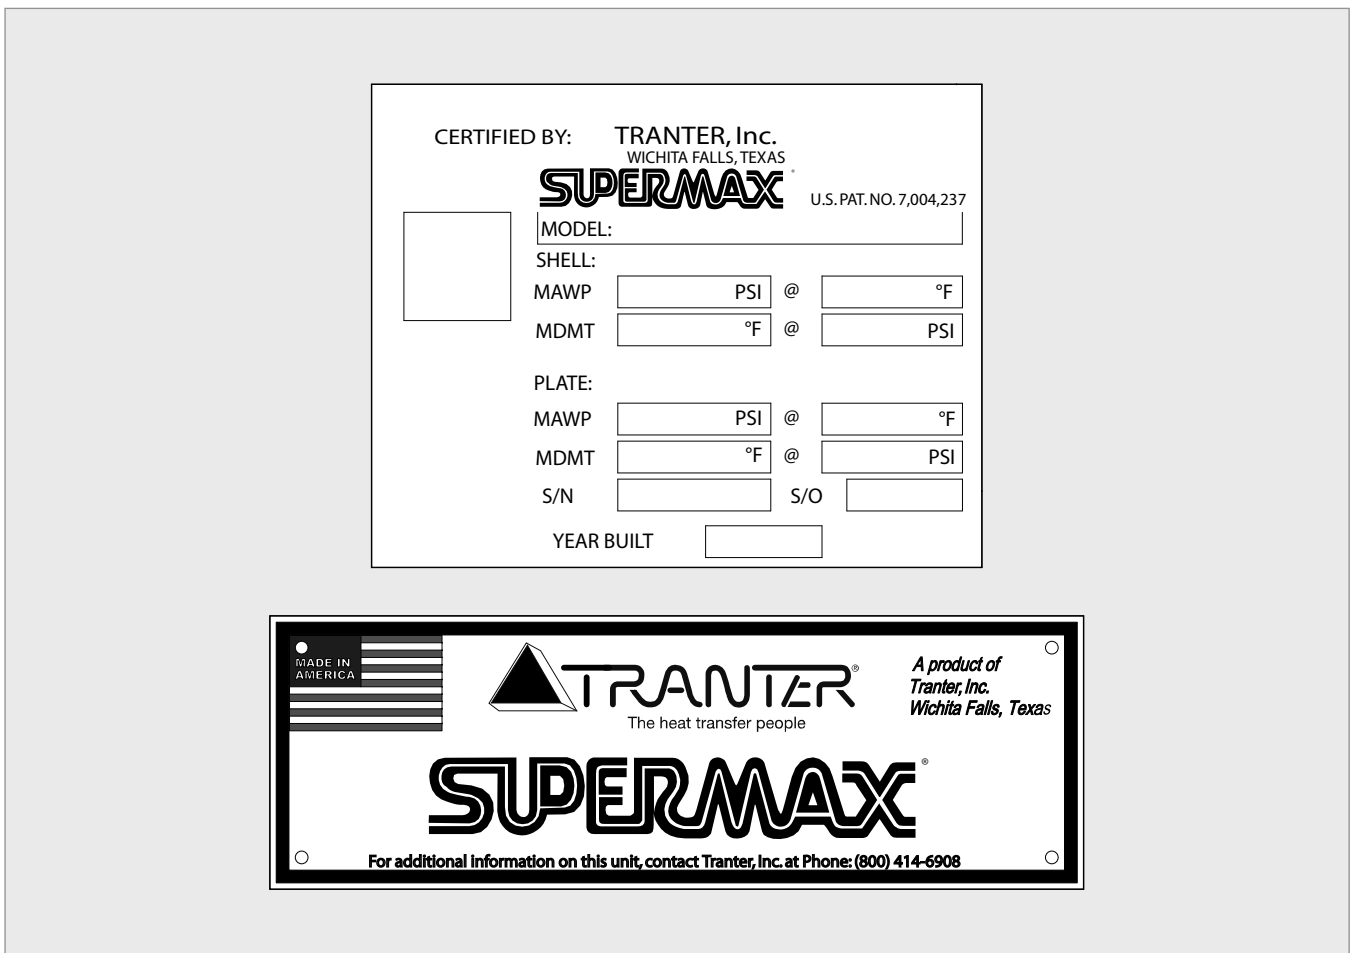 CERTIFIED BY: TRANTER, Inc.
WICHITA FALLS, TEXAS
SUPERMAX®
U.S. PAT. NO. 7,004,237
MODEL:
SHELL:
MAWP PSI @ °F
MDMT °F @ PSI
PLATE:
MAWP PSI @ °F
MDMT °F @ PSI
S/N S/O
YEAR BUILT
MADE IN
AMERICA
TRANTER®
The heat transfer people
A product of
Tranter, Inc.
Wichita Falls, Texas
SUPERMAX®
For additional information on this unit, contact Tranter, Inc. at Phone: (800) 414-6908